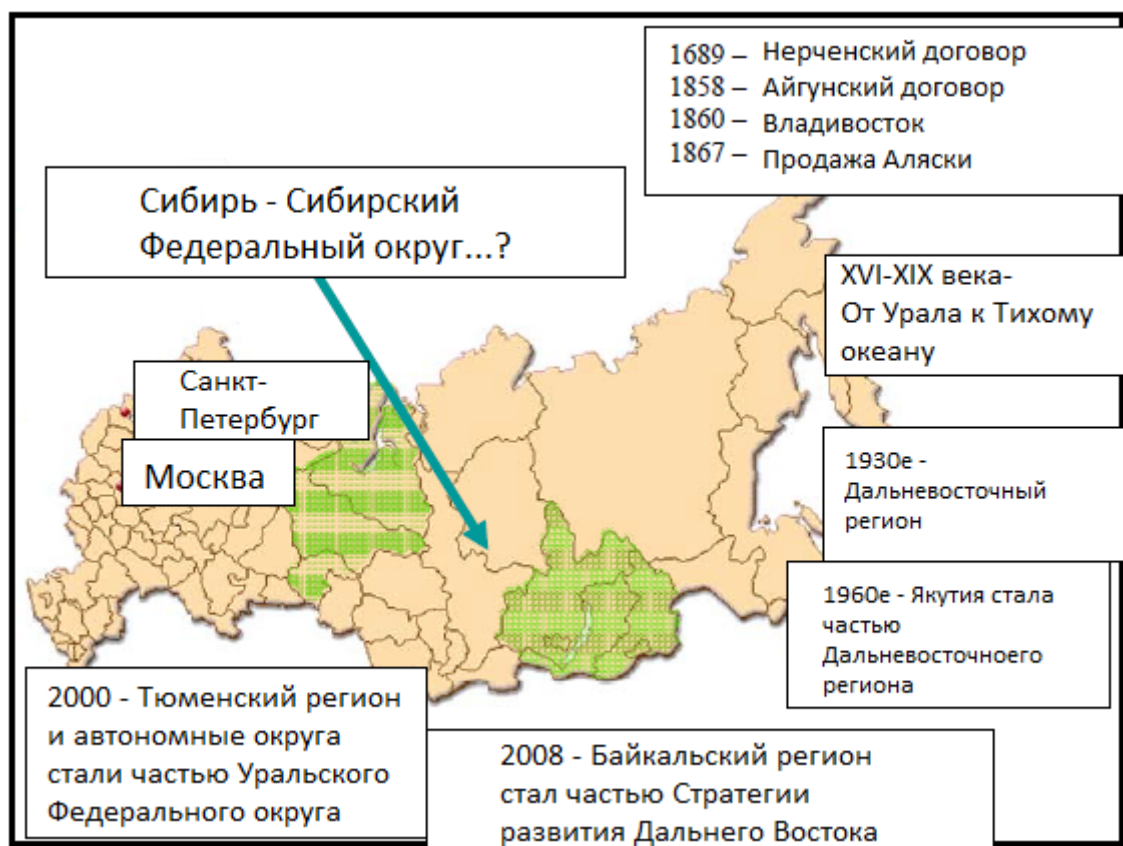 1689 – Нерченский договор
1858 – Айгунский договор
1860 – Владивосток
1867 – Продажа Аляски
Сибирь - Сибирский
Федеральный округ...?
XVI-XIX века-
От Урала к Тихому
океану
Санкт-
Петербург
Москва
1930е -
Дальневосточный
регион
1960е - Якутия стала
частью
Дальневосточноего
региона
2000 - Тюменский регион
и автономные округа
стали частью Уральского
Федерального округа
2008 - Байкальский регион
стал частью Стратегии
развития Дальнего Востока